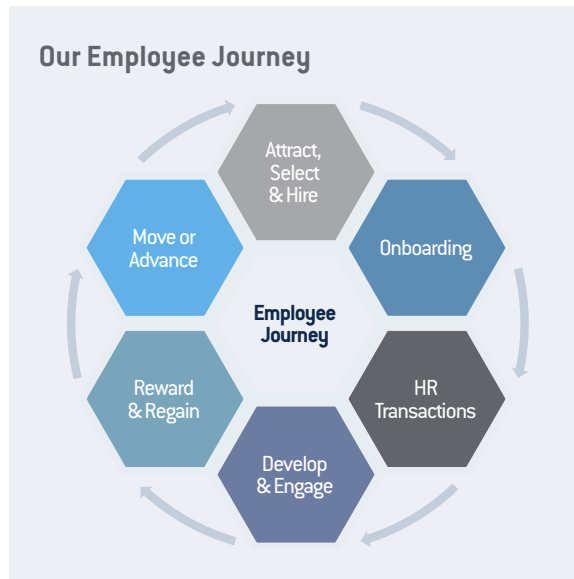 Our Employee Journey
Attract,
Select
& Hire
Onboarding
HR
Transactions
Develop
& Engage
Reward
& Regain
Move or
Advance
Employee
Journey